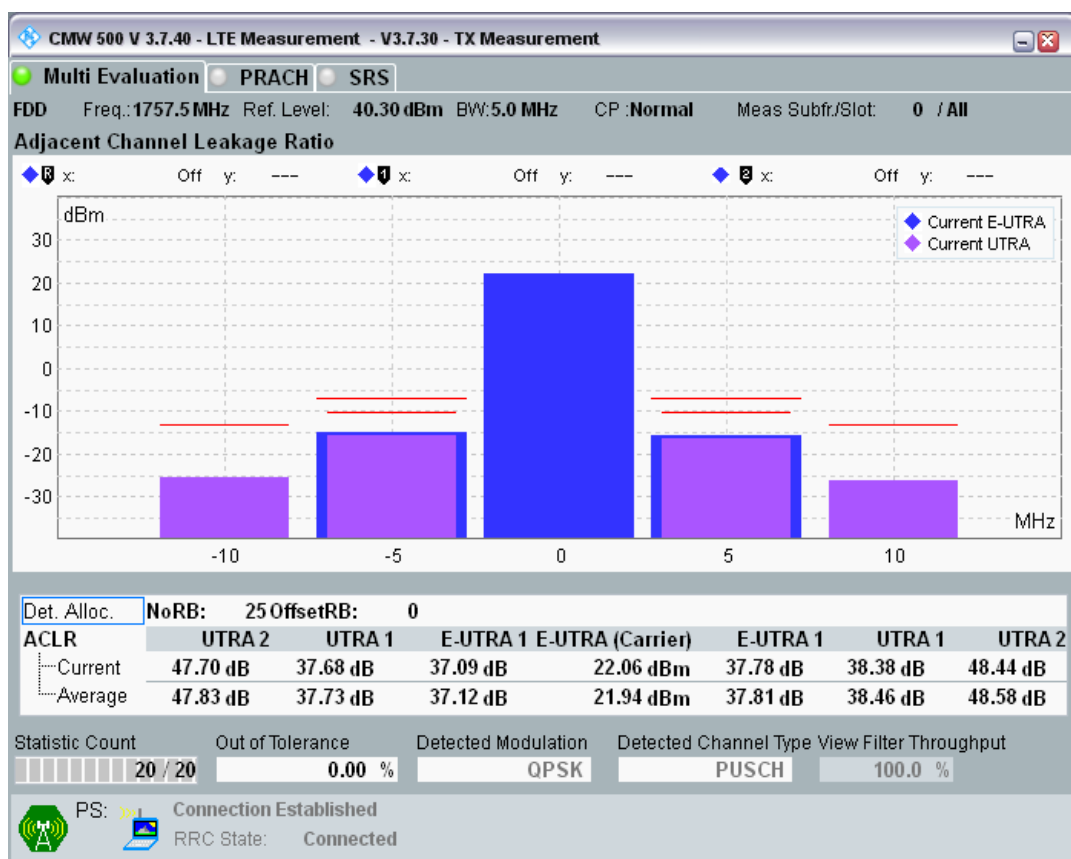 CMW 500 V 3.7.40 - LTE Measurement - V3.7.30 - TX Measurement
Multi Evaluation PRACH SRS
FDD Freq.: 1757.5 MHz Ref. Level: 40.30 dBm BW: 5.0 MHz CP : Normal Meas Subfr./Slot: 0 / All
Adjacent Channel Leakage Ratio
R x: Off y: --- 1 x: Off y: --- 2 x: Off y: ---
dBm
Current E-UTRA
Current UTRA
30
20
10
0
-10
-20
-30
MHz
-10 -5 0 5 10
Det. Alloc. NoRB: 25 OffsetRB: 0
ACLR UTRA 2 UTRA 1 E-UTRA 1 E-UTRA (Carrier) E-UTRA 1 UTRA 1 UTRA 2
Current 47.70 dB 37.68 dB 37.09 dB 22.06 dBm 37.78 dB 38.38 dB 48.44 dB
Average 47.83 dB 37.73 dB 37.12 dB 21.94 dBm 37.81 dB 38.46 dB 48.58 dB
Statistic Count Out of Tolerance Detected Modulation Detected Channel Type View Filter Throughput
20 / 20 0.00 % QPSK PUSCH 100.0 %
PS: Connection Established
RRC State: Connected